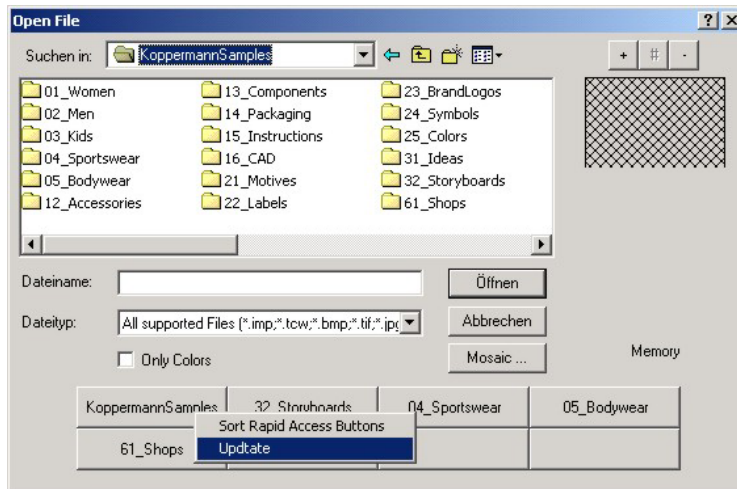 Open File
Suchen in: KoppermannSamples
+ # -
01_Women 13_Components 23_BrandLogos
02_Men 14_Packaging 24_Symbols
03_Kids 15_Instructions 25_Colors
04_Sportswear 16_CAD 31_Ideas
05_Bodywear 21_Motives 32_Storyboards
12_Accessories 22_Labels 61_Shops
Dateiname: Öffnen
Dateityp: All supported Files (*.imp;*.tcw;*.bmp;*.tif;*.jpg Abbrechen
Only Colors Mosaic ... Memory
KoppermannSamples 32_Storyboards 04_Sportswear 05_Bodywear
Sort Rapid Access Buttons
61_Shops Updtate